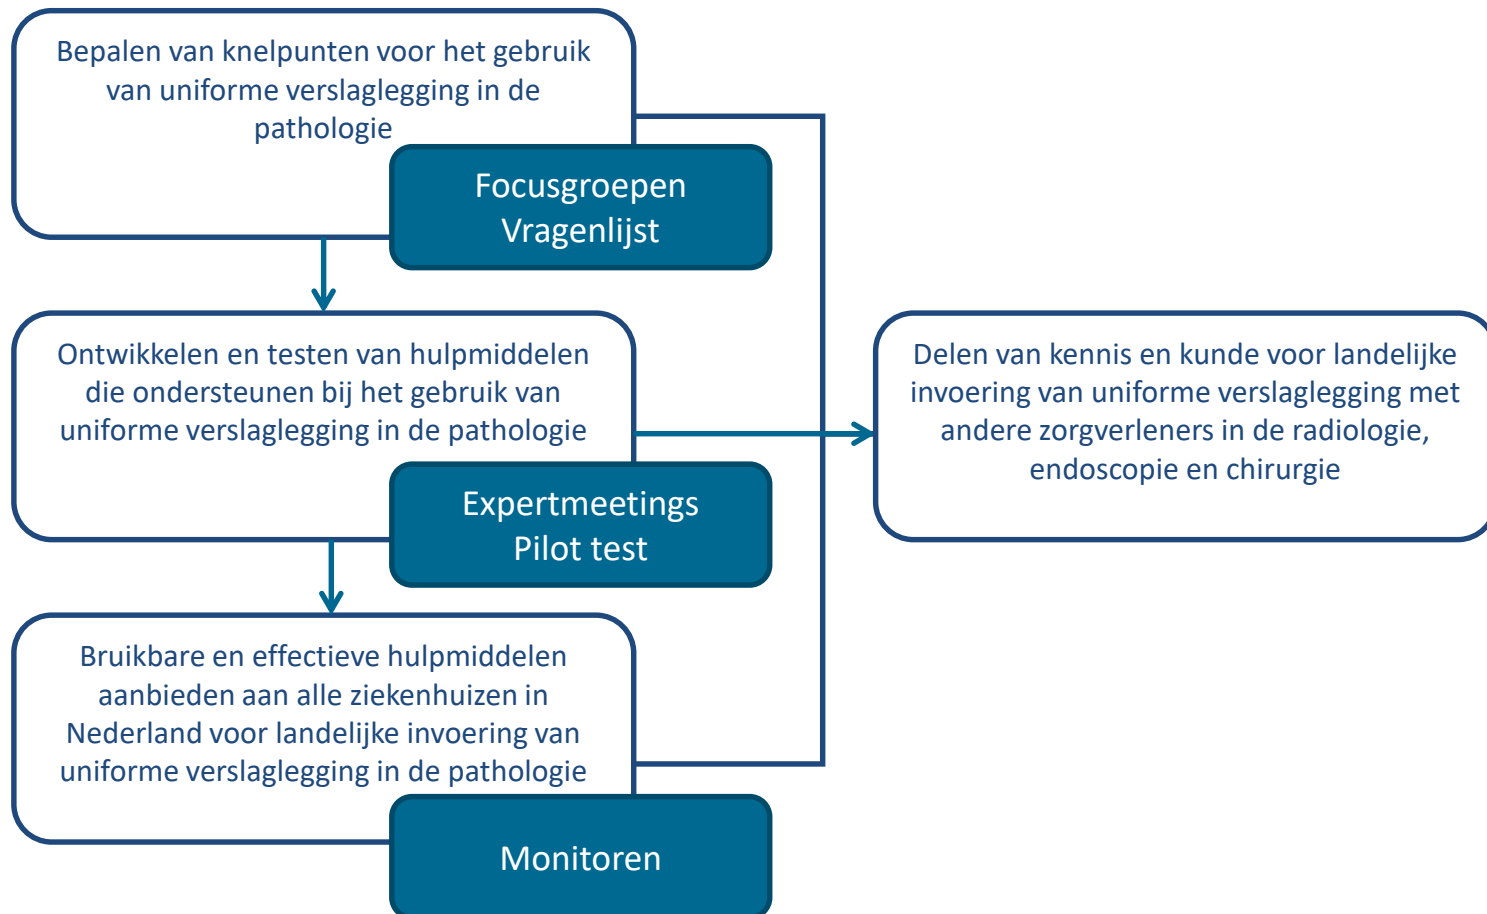 Bepalen van knelpunten voor het gebruik
van uniforme verslaglegging in de
pathologie
Focusgroepen
Vragenlijst
Ontwikkelen en testen van hulpmiddelen
die ondersteunen bij het gebruik van
uniforme verslaglegging in de pathologie
Expertmeetings
Pilot test
Bruikbare en effectieve hulpmiddelen
aanbieden aan alle ziekenhuizen in
Nederland voor landelijke invoering van
uniforme verslaglegging in de pathologie
Monitoren
Delen van kennis en kunde voor landelijke
invoering van uniforme verslaglegging met
andere zorgverleners in de radiologie,
endoscopie en chirurgie